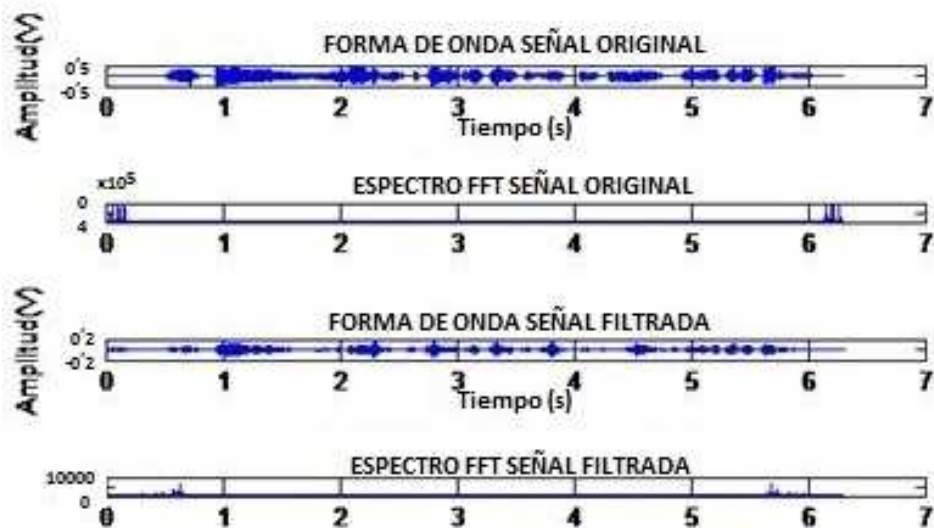 FORMA DE ONDA SEÑAL ORIGINAL
Amplitud(V)
0'5
-0'5
0 1 2 3 4 5 6 7
Tiempo (s)
ESPECTRO FFT SEÑAL ORIGINAL
x10⁵
0
4
0 1 2 3 4 5 6 7
FORMA DE ONDA SEÑAL FILTRADA
Amplitud(V)
0'2
-0'2
0 1 2 3 4 5 6 7
Tiempo (s)
ESPECTRO FFT SEÑAL FILTRADA
10000
0
0 1 2 3 4 5 6 7